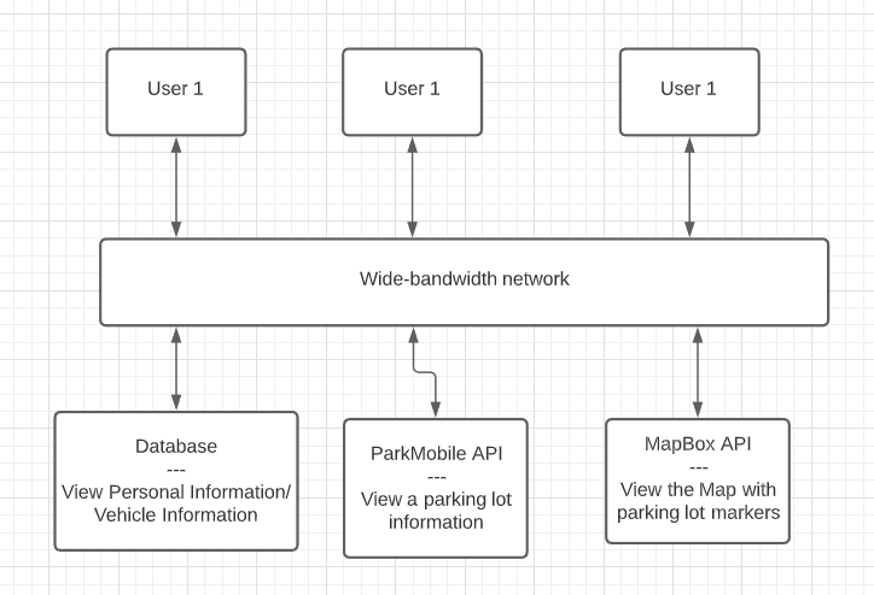 User 1
User 1
User 1
Wide-bandwidth network
Database
---
View Personal Information/
Vehicle Information
ParkMobile API
---
View a parking lot
information
MapBox API
---
View the Map with
parking lot markers